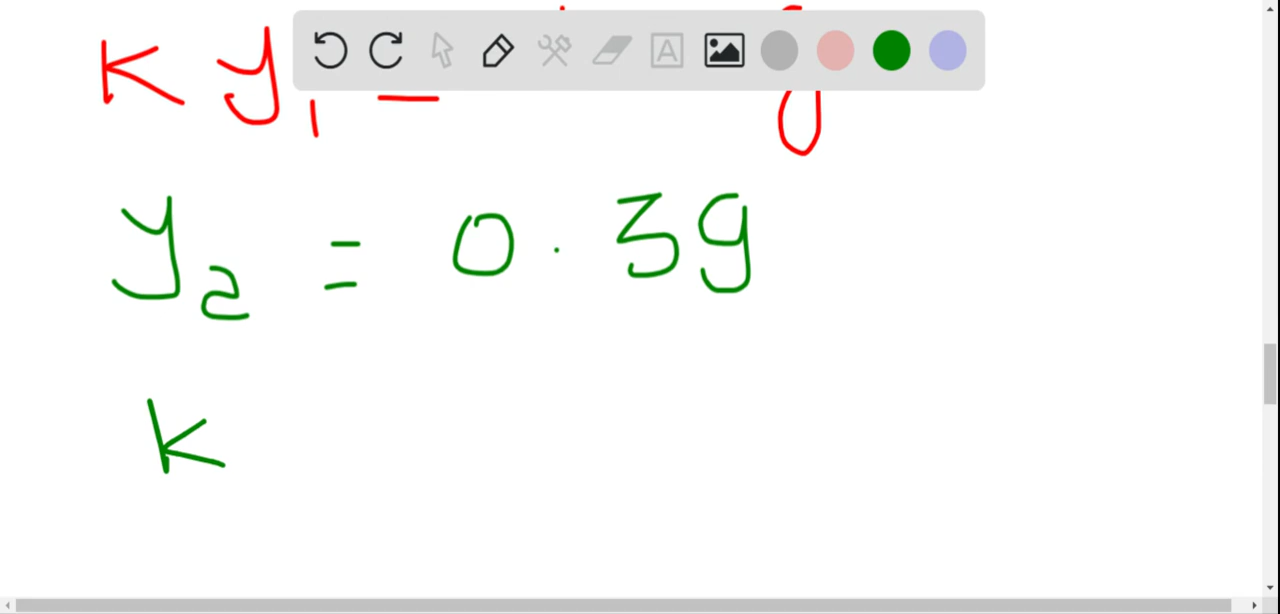 K y₁ =
y₂ = 0.39
k